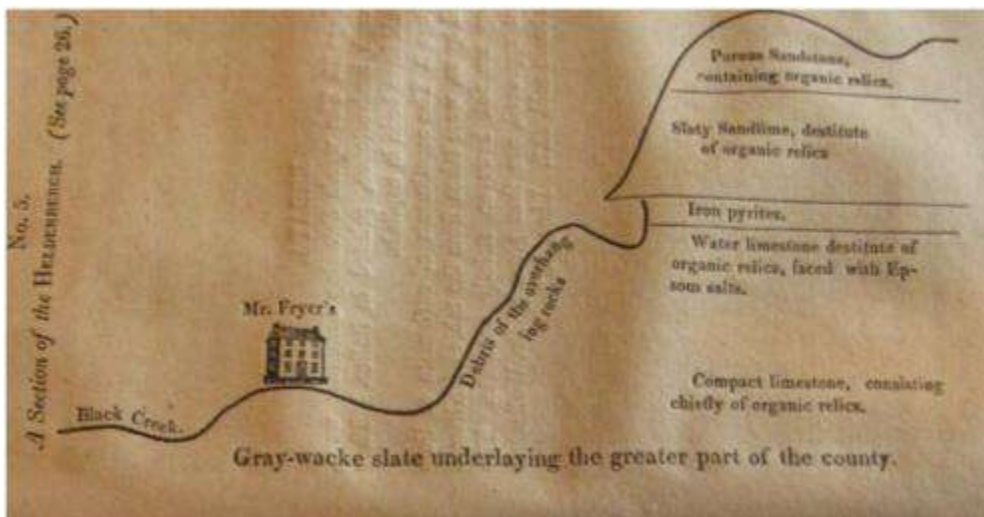 No. 5.
A Section of the HELDERBERGH. (See page 26.)
Porous Sandstone,
containing organic relics.
Slaty Sandlime, destitute
of organic relics
Iron pyrites.
Water limestone destitute of
organic relics, faced with Ep-
som salts.
Debris of the overhang
ing rocks
Mr. Fryer's
Compact limestone, consisting
chiefly of organic relics.
Black Creek.
Gray-wacke slate underlaying the greater part of the county.